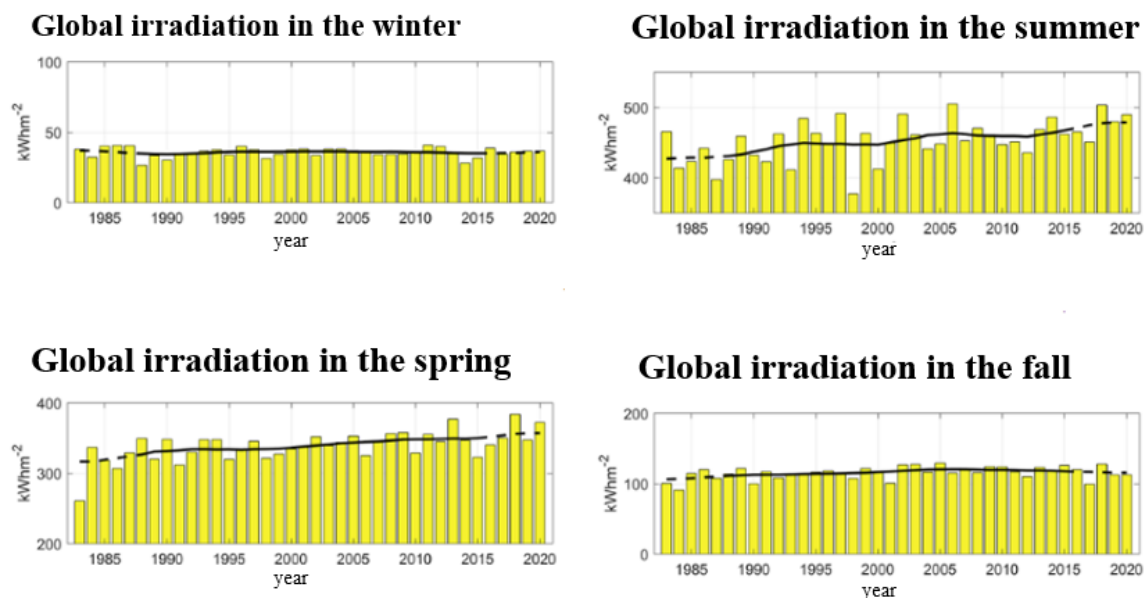 Global irradiation in the winter
100
50
0
kWhm-2
1985 1990 1995 2000 2005 2010 2015 2020
year
Global irradiation in the summer
500
400
kWhm-2
1985 1990 1995 2000 2005 2010 2015 2020
year
Global irradiation in the spring
400
300
200
kWhm-2
1985 1990 1995 2000 2005 2010 2015 2020
year
Global irradiation in the fall
200
100
0
kWhm-2
1985 1990 1995 2000 2005 2010 2015 2020
year